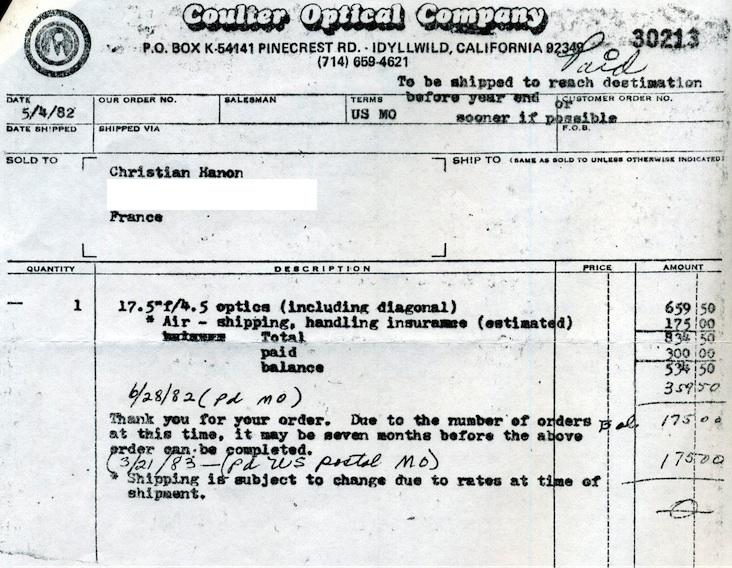 Coulter Optical Company
P.O. BOX K-54141 PINECREST RD. · IDYLLWILD, CALIFORNIA 92349
(714) 659-4621
30213
Paid
To be shipped to reach destimation
before year end or
sooner if possible
DATE 5/4/82
OUR ORDER NO.
SALESMAN
TERMS US MO
CUSTOMER ORDER NO.
DATE SHIPPED
SHIPPED VIA
F.O.B.
SOLD TO
Christian Hanon
France
SHIP TO (SAME AS SOLD TO UNLESS OTHERWISE INDICATED)
QUANTITY DESCRIPTION PRICE AMOUNT
1 17.5"f/4.5 optics (including diagonal) 659 50
* Air - shipping, handling insurance (estimated) 175 00
Total 834 50
paid 300 00
balance 534 50
6/28/82 (Pd MO) 359 50
Thank you for your order. Due to the number of orders Bal. 175 00
at this time, it may be seven months before the above
order can be completed.
(3/21/83 - (Pd US Postal MO) 175 00
* Shipping is subject to change due to rates at time of
shipment.
0